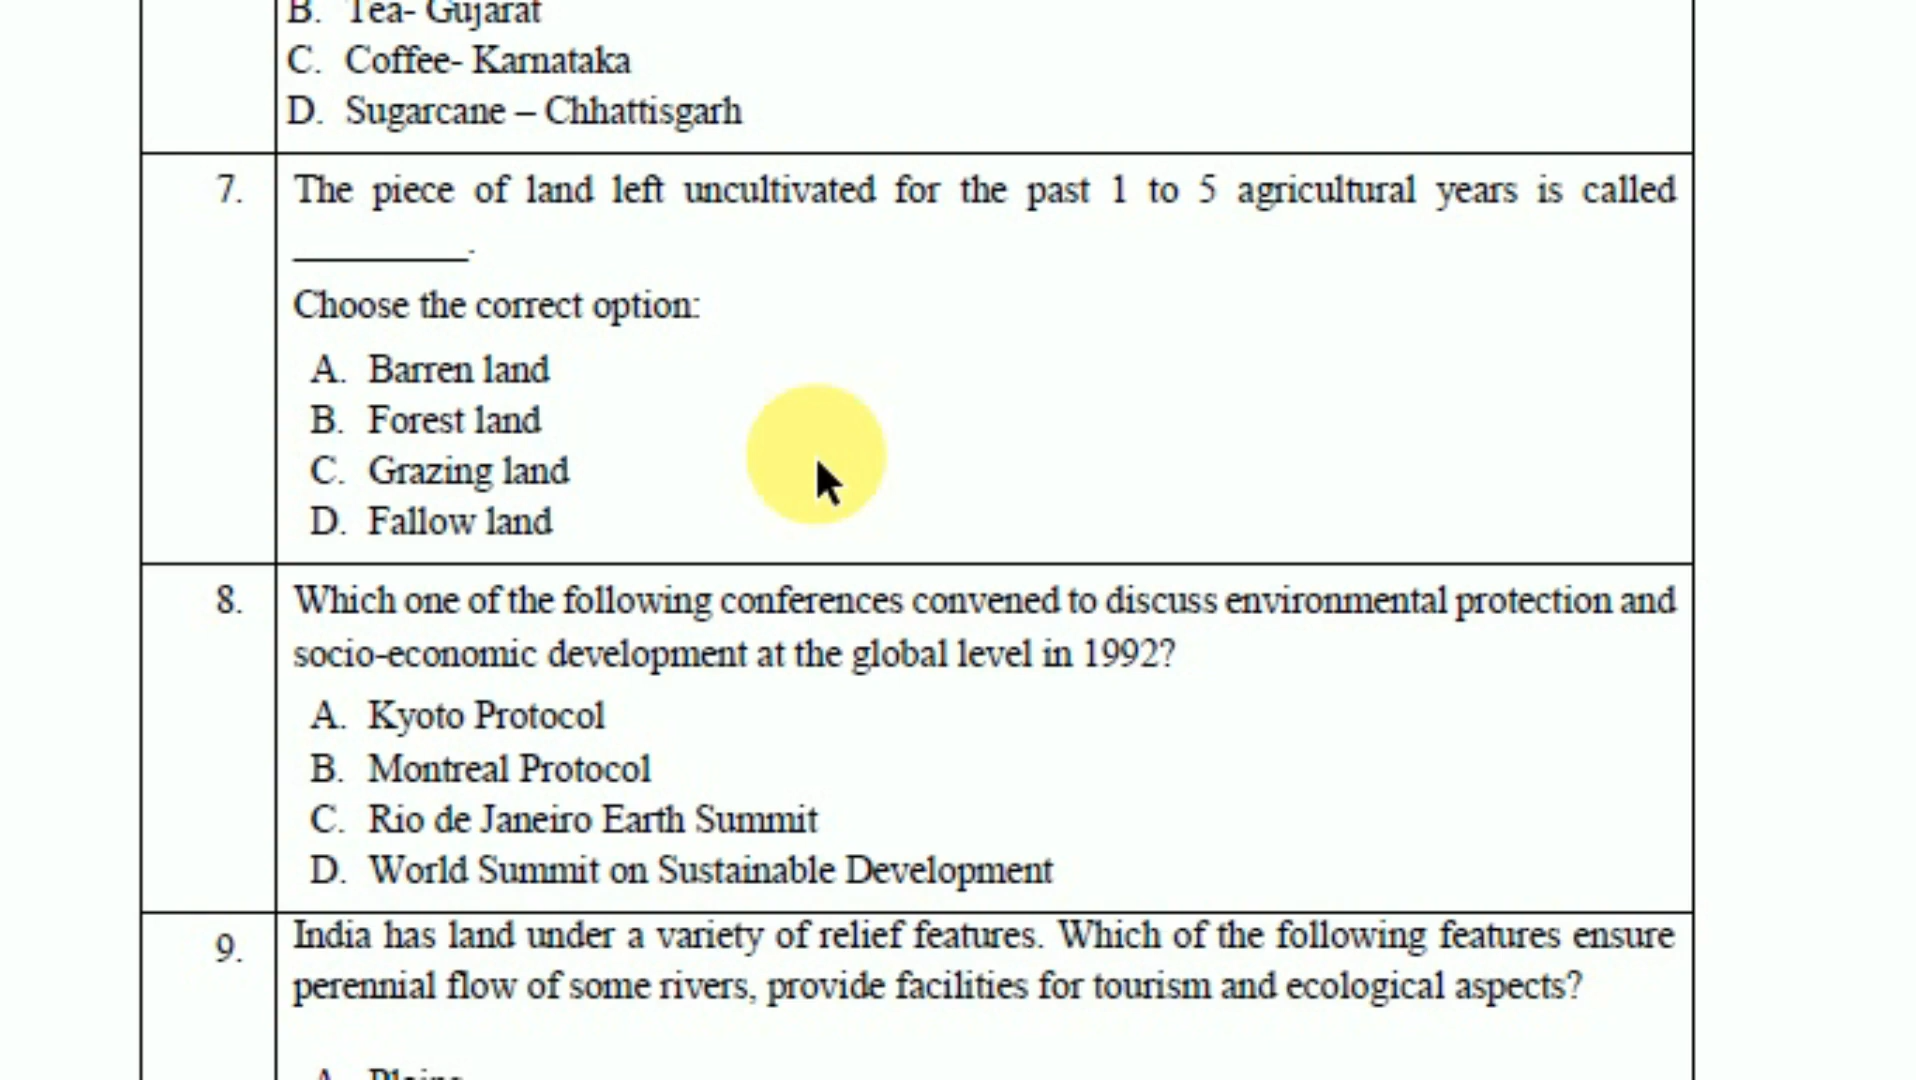 B. Tea- Gujarat
C. Coffee- Karnataka
D. Sugarcane – Chhattisgarh
7. The piece of land left uncultivated for the past 1 to 5 agricultural years is called
_________.
Choose the correct option:
A. Barren land
B. Forest land
C. Grazing land
D. Fallow land
8. Which one of the following conferences convened to discuss environmental protection and
socio-economic development at the global level in 1992?
A. Kyoto Protocol
B. Montreal Protocol
C. Rio de Janeiro Earth Summit
D. World Summit on Sustainable Development
9. India has land under a variety of relief features. Which of the following features ensure
perennial flow of some rivers, provide facilities for tourism and ecological aspects?
A. Plains